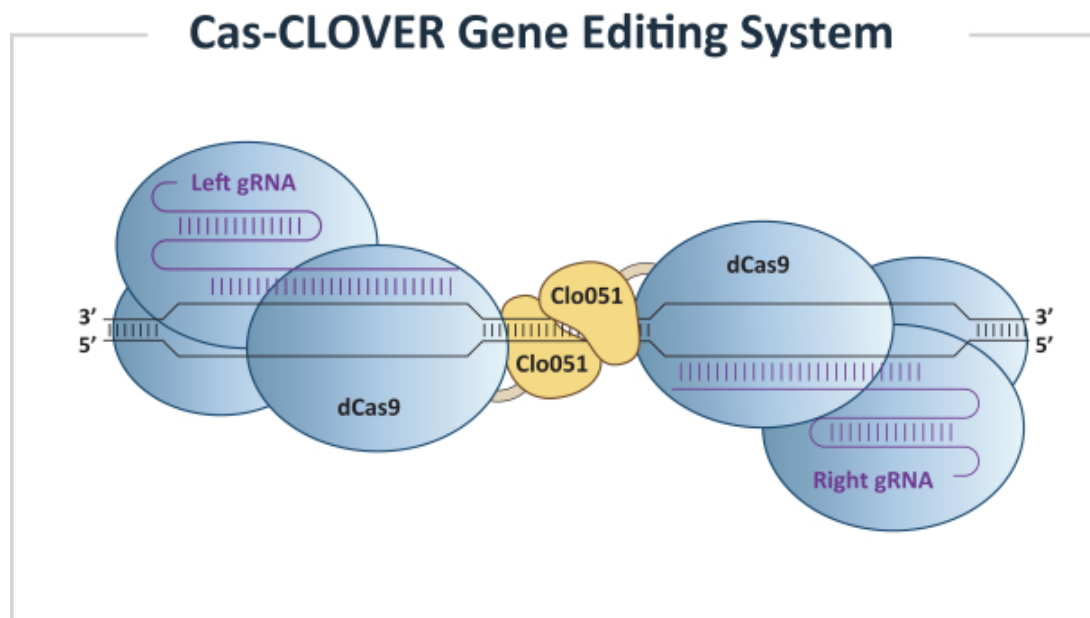 Cas-CLOVER Gene Editing System
Left gRNA
dCas9
Clo051
3’
3’
5’
5’
Clo051
dCas9
Right gRNA